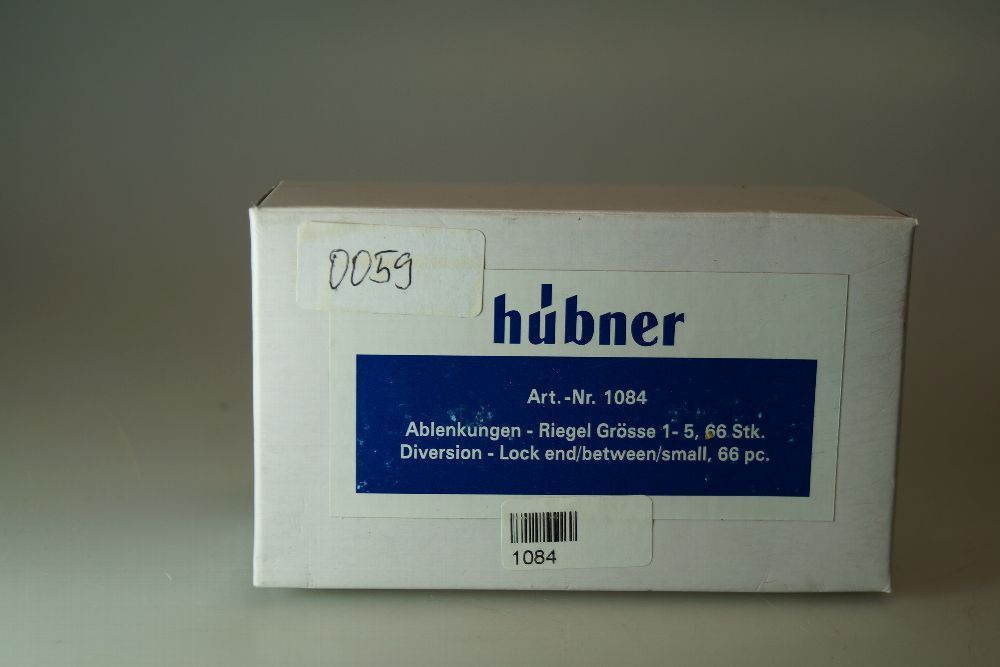 0059
hübner
Art.-Nr. 1084
Ablenkungen - Riegel Grösse 1- 5, 66 Stk.
Diversion - Lock end/between/small, 66 pc.
1084